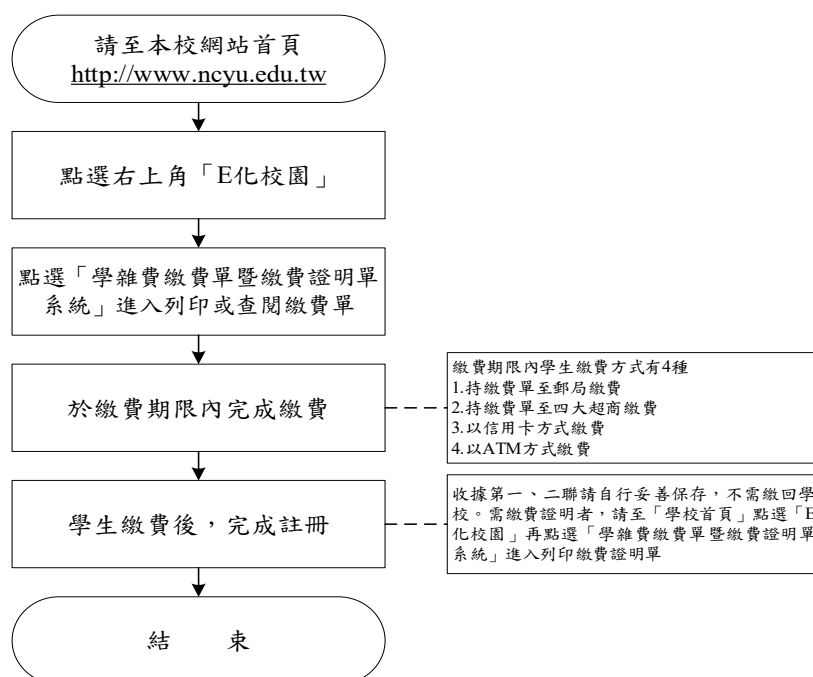 請至本校網站首頁
http://www.ncyu.edu.tw
點選右上角「E化校園」
點選「學雜費繳費單暨繳費證明單
系統」進入列印或查閱繳費單
於繳費期限內完成繳費
繳費期限內學生繳費方式有4種
1.持繳費單至郵局繳費
2.持繳費單至四大超商繳費
3.以信用卡方式繳費
4.以ATM方式繳費
學生繳費後，完成註冊
收據第一、二聯請自行妥善保存，不需繳回學
校。需繳費證明者，請至「學校首頁」點選「E
化校園」再點選「學雜費繳費單暨繳費證明單
系統」進入列印繳費證明單
結　　束